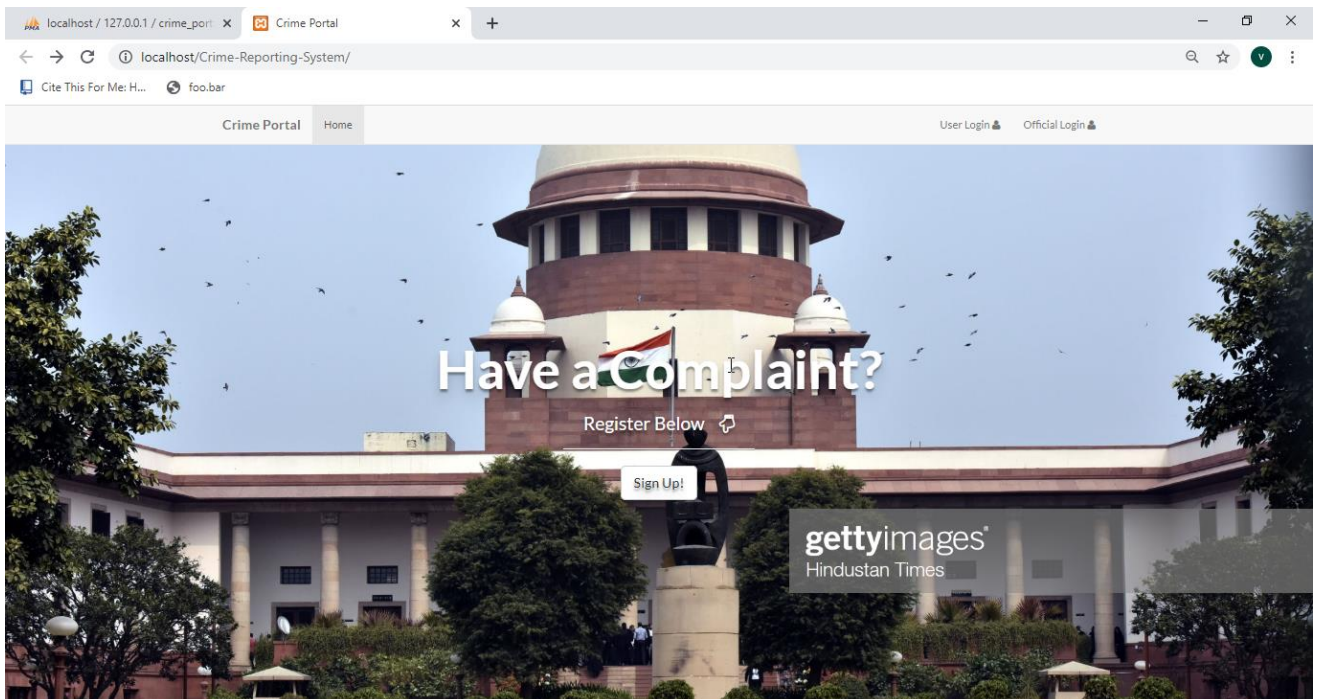 localhost / 127.0.0.1 / crime_port
Crime Portal
localhost/Crime-Reporting-System/
V
Cite This For Me: H...
foo.bar
Crime Portal
Home
User Login
Official Login
Have a Complaint?
Register Below
Sign Up!
gettyimages®
Hindustan Times